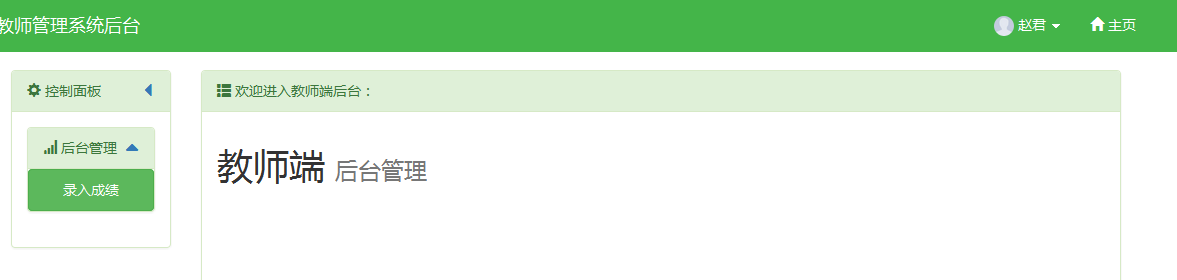 教师管理系统后台
赵君
主页
控制面板
欢迎进入教师端后台：
后台管理
录入成绩
教师端 后台管理